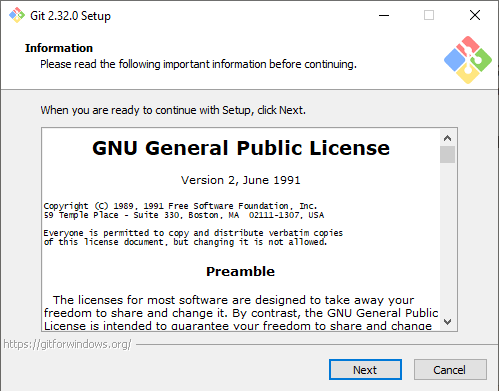 Git 2.32.0 Setup
Information
Please read the following important information before continuing.
When you are ready to continue with Setup, click Next.
GNU General Public License
Version 2, June 1991
Copyright (C) 1989, 1991 Free Software Foundation, Inc.
59 Temple Place - Suite 330, Boston, MA  02111-1307, USA
Everyone is permitted to copy and distribute verbatim copies
of this license document, but changing it is not allowed.
Preamble
The licenses for most software are designed to take away your
freedom to share and change it. By contrast, the GNU General Public
License is intended to guarantee your freedom to share and change
https://gitforwindows.org/
Next
Cancel